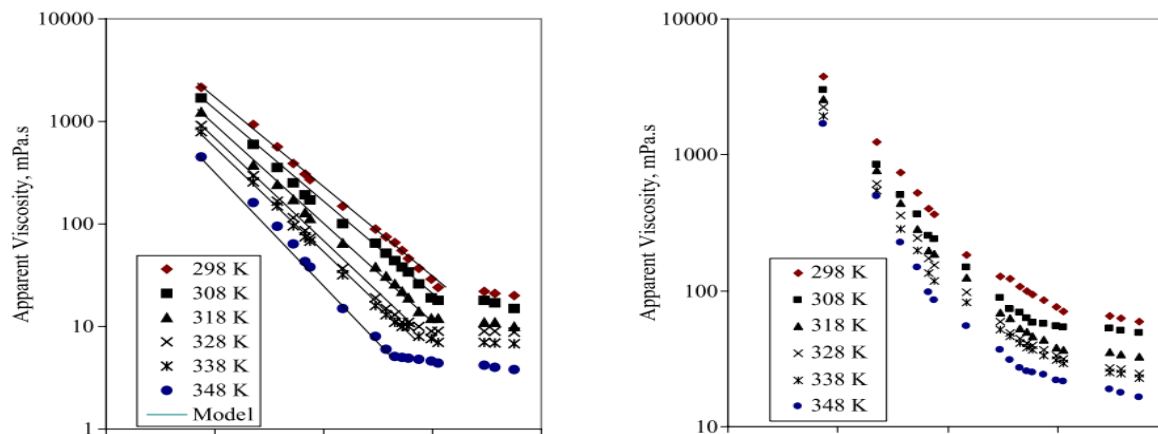 10000
1000
100
10
1
Apparent Viscosity, mPa.s
298 K
308 K
318 K
328 K
338 K
348 K
Model
10000
1000
100
10
Apparent Viscosity, mPa.s
298 K
308 K
318 K
328 K
338 K
348 K